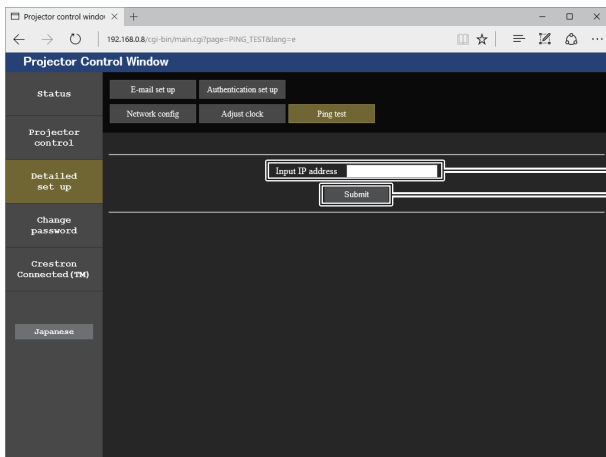 Projector control windov
192.168.0.8/cgi-bin/main.cgi?page=PING_TEST&lang=e
Projector Control Window
Status
E-mail set up
Authentication set up
Network config
Adjust clock
Ping test
Projector
control
Input IP address
Detailed
set up
Submit
Change
password
Crestron
Connected(TM)
Japanese